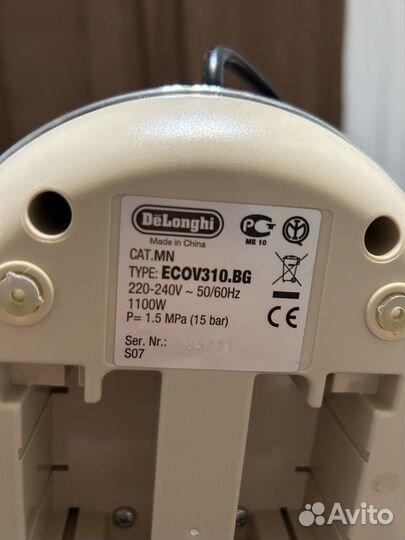 DeLonghi
Made in China
CAT.MN
TYPE: ECOV310.BG
220-240V ~ 50/60Hz
1100W
P= 1.5 MPa (15 bar)
Ser. Nr.:
S07
ME 10
CE
Avito